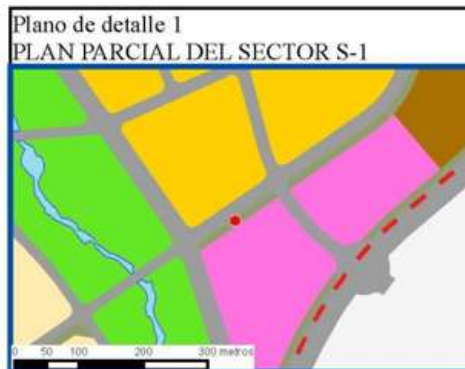 Plano de detalle 1
PLAN PARCIAL DEL SECTOR S-1
0 50 100 200 300 metros